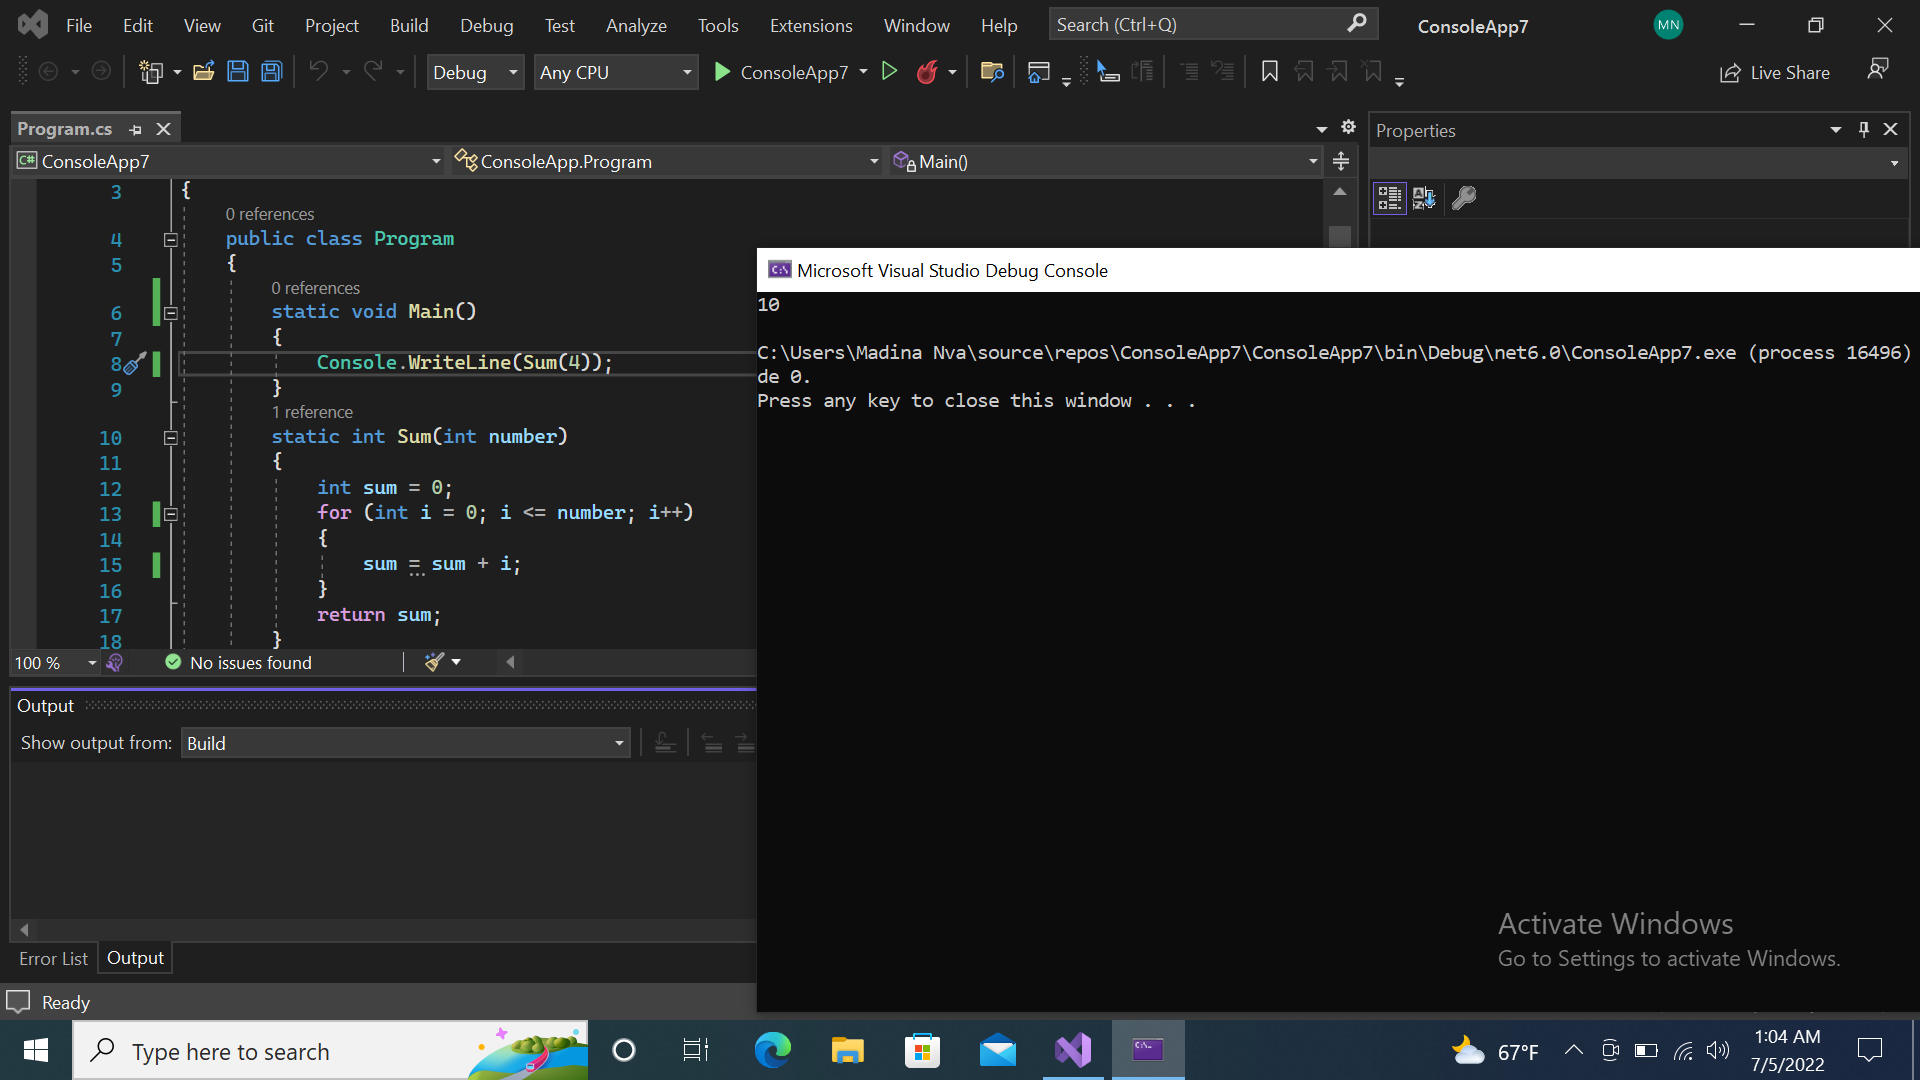 File Edit View Git Project Build Debug Test Analyze Tools Extensions Window Help Search (Ctrl+Q) ConsoleApp7 MN
Debug Any CPU ConsoleApp7 Live Share
Program.cs
Properties
C# ConsoleApp7 ConsoleApp.Program Main()
3 {
0 references
4 public class Program
5 {
0 references
6 static void Main()
7 {
8 Console.WriteLine(Sum(4));
9 }
1 reference
10 static int Sum(int number)
11 {
12 int sum = 0;
13 for (int i = 0; i <= number; i++)
14 {
15 sum = sum + i;
16 }
17 return sum;
18 }
100 % No issues found
Output
Show output from: Build
Error List Output
Ready
Microsoft Visual Studio Debug Console
10
C:\Users\Madina Nva\source\repos\ConsoleApp7\ConsoleApp7\bin\Debug\net6.0\ConsoleApp7.exe (process 16496)
de 0.
Press any key to close this window . . .
Activate Windows
Go to Settings to activate Windows.
Type here to search
67°F
1:04 AM
7/5/2022